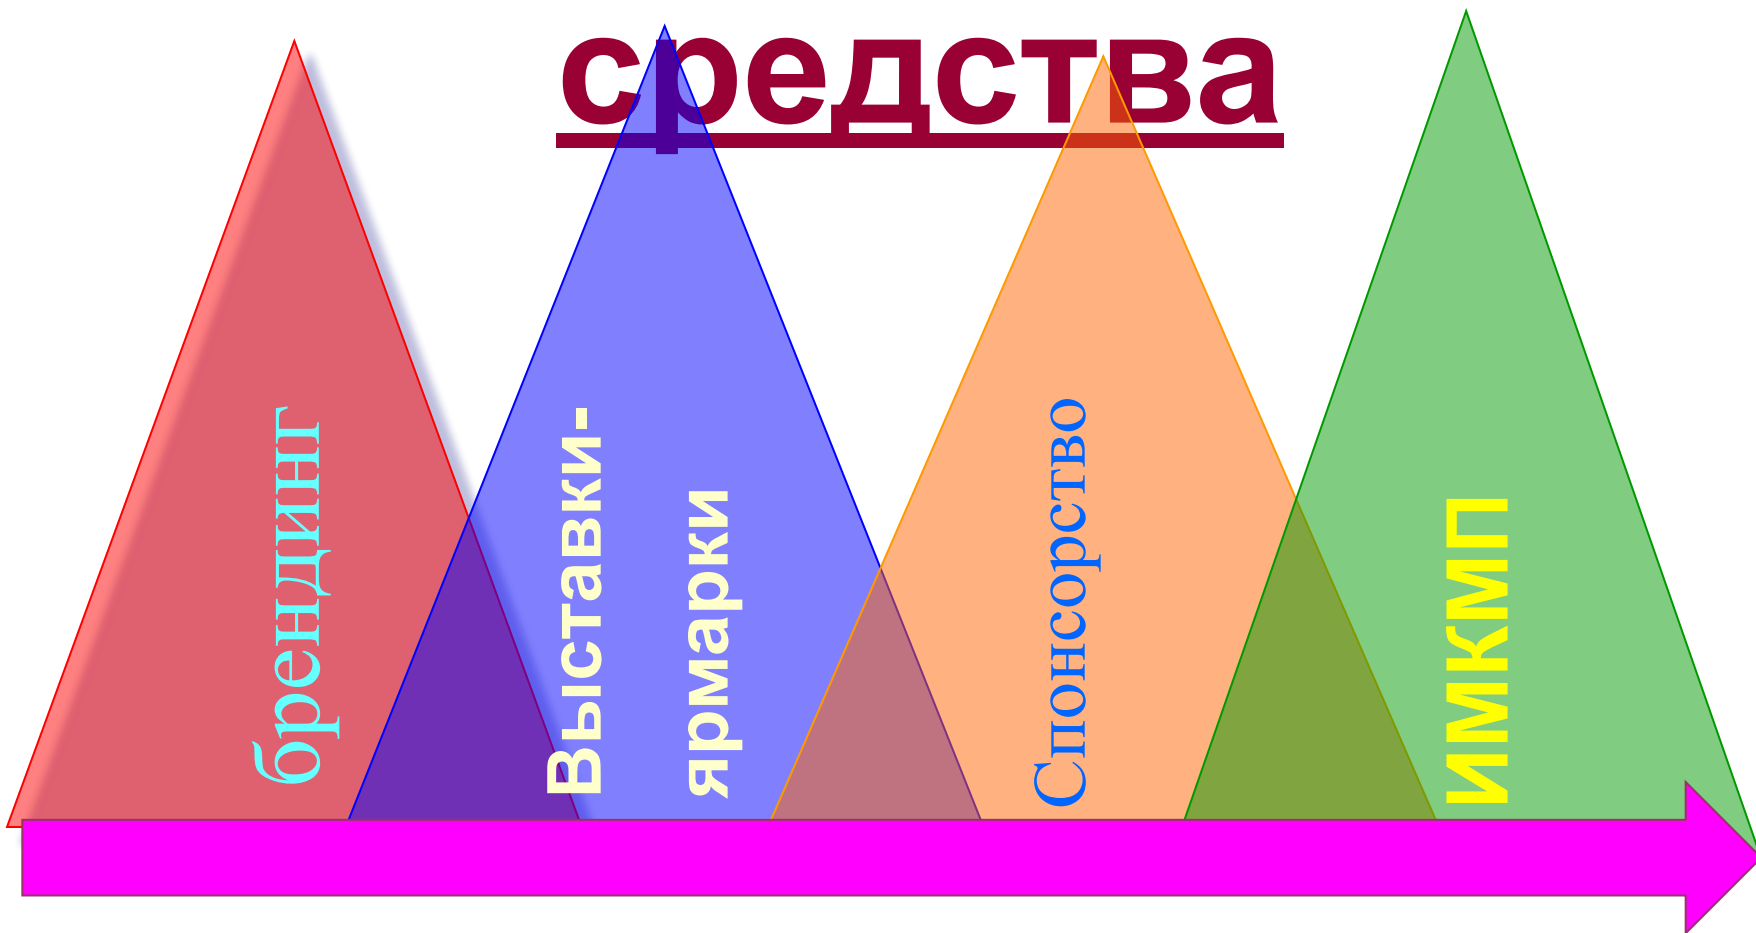 средства
брендинг
Выставки-
ярмарки
Спонсорство
ИМКМП